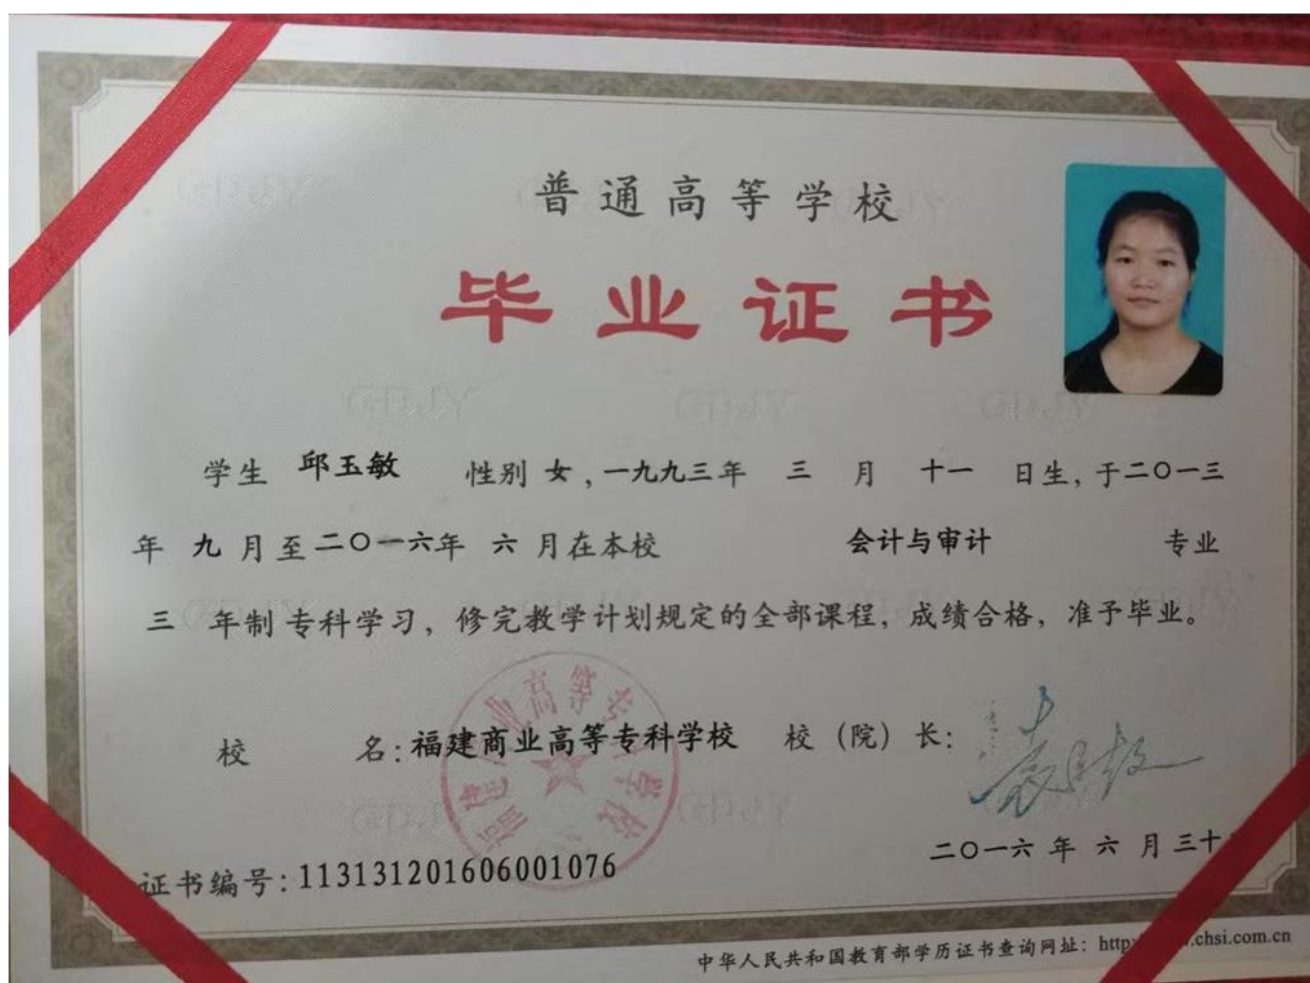 普通高等学校
毕业证书
学生 邱玉敏 性别 女，一九九三年 三 月 十一 日生，于二〇一三
年 九 月至二〇一六年 六 月在本校 会计与审计 专业
三 年制 专科学习，修完教学计划规定的全部课程，成绩合格，准予毕业。
校 名：福建商业高等专科学校 校（院）长：
二〇一六 年 六 月 三十
证书编号：113131201606001076
中华人民共和国教育部学历证书查询网址：http .chsi.com.cn